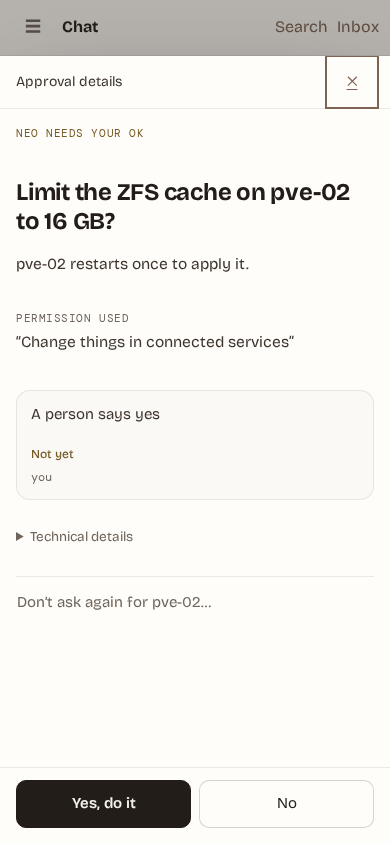 ☰ Chat Search Inbox
Approval details ×
NEO NEEDS YOUR OK
Limit the ZFS cache on pve-02
to 16 GB?
pve-02 restarts once to apply it.
PERMISSION USED
“Change things in connected services”
A person says yes
Not yet
you
▶ Technical details
Don’t ask again for pve-02…
Yes, do it No